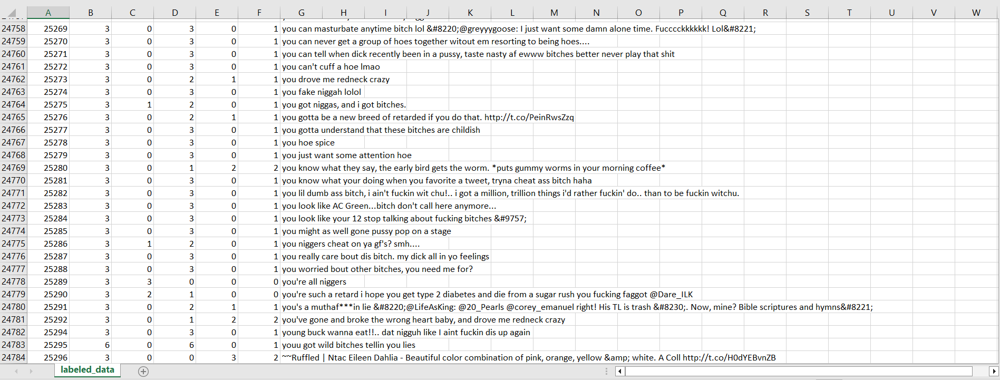 A B C D E F G H I J K L M N O P Q R S T U V W
24758 25269 3 0 3 0 1 you can masturbate anytime bitch lol &#8220;@greyyygoose: I just want some damn alone time. Fucccckkkkkk! Lol&#8221;
24759 25270 3 0 3 0 1 you can never get a group of hoes together witout em resorting to being hoes....
24760 25271 3 0 3 0 1 you can tell when dick recently been in a pussy, taste nasty af ewww bitches better never play that shit
24761 25272 3 0 3 0 1 you can't cuff a hoe lmao
24762 25273 3 0 2 1 1 you drove me redneck crazy
24763 25274 3 0 3 0 1 you fake niggah lolol
24764 25275 3 1 2 0 1 you got niggas, and i got bitches.
24765 25276 3 0 2 1 1 you gotta be a new breed of retarded if you do that. http://t.co/PeinRwsZzq
24766 25277 3 0 3 0 1 you gotta understand that these bitches are childish
24767 25278 3 0 3 0 1 you hoe spice
24768 25279 3 0 3 0 1 you just want some attention hoe
24769 25280 3 0 1 2 2 you know what they say, the early bird gets the worm. *puts gummy worms in your morning coffee*
24770 25281 3 0 3 0 1 you know what your doing when you favorite a tweet, tryna cheat ass bitch haha
24771 25282 3 0 3 0 1 you lil dumb ass bitch, i ain't fuckin wit chu!.. i got a million, trillion things i'd rather fuckin' do.. than to be fuckin witchu.
24772 25283 3 0 3 0 1 you look like AC Green...bitch don't call here anymore...
24773 25284 3 0 3 0 1 you look like your 12 stop talking about fucking bitches &#9757;
24774 25285 3 0 3 0 1 you might as well gone pussy pop on a stage
24775 25286 3 1 2 0 1 you niggers cheat on ya gf's? smh....
24776 25287 3 0 3 0 1 you really care bout dis bitch. my dick all in yo feelings
24777 25288 3 0 3 0 1 you worried bout other bitches, you need me for?
24778 25289 3 3 0 0 0 you're all niggers
24779 25290 3 2 1 0 0 you're such a retard i hope you get type 2 diabetes and die from a sugar rush you fucking faggot @Dare_ILK
24780 25291 3 0 2 1 1 you's a muthaf***in lie &#8220;@LifeAsKing: @20_Pearls @corey_emanuel right! His TL is trash &#8230;. Now, mine? Bible scriptures and hymns&#8221;
24781 25292 3 0 1 2 2 you've gone and broke the wrong heart baby, and drove me redneck crazy
24782 25294 3 0 3 0 1 young buck wanna eat!!.. dat nigguh like I aint fuckin dis up again
24783 25295 6 0 6 0 1 youu got wild bitches tellin you lies
24784 25296 3 0 0 3 2 ~~Ruffled | Ntac Eileen Dahlia - Beautiful color combination of pink, orange, yellow &amp; white. A Coll http://t.co/H0dYEBvnZB
labeled_data